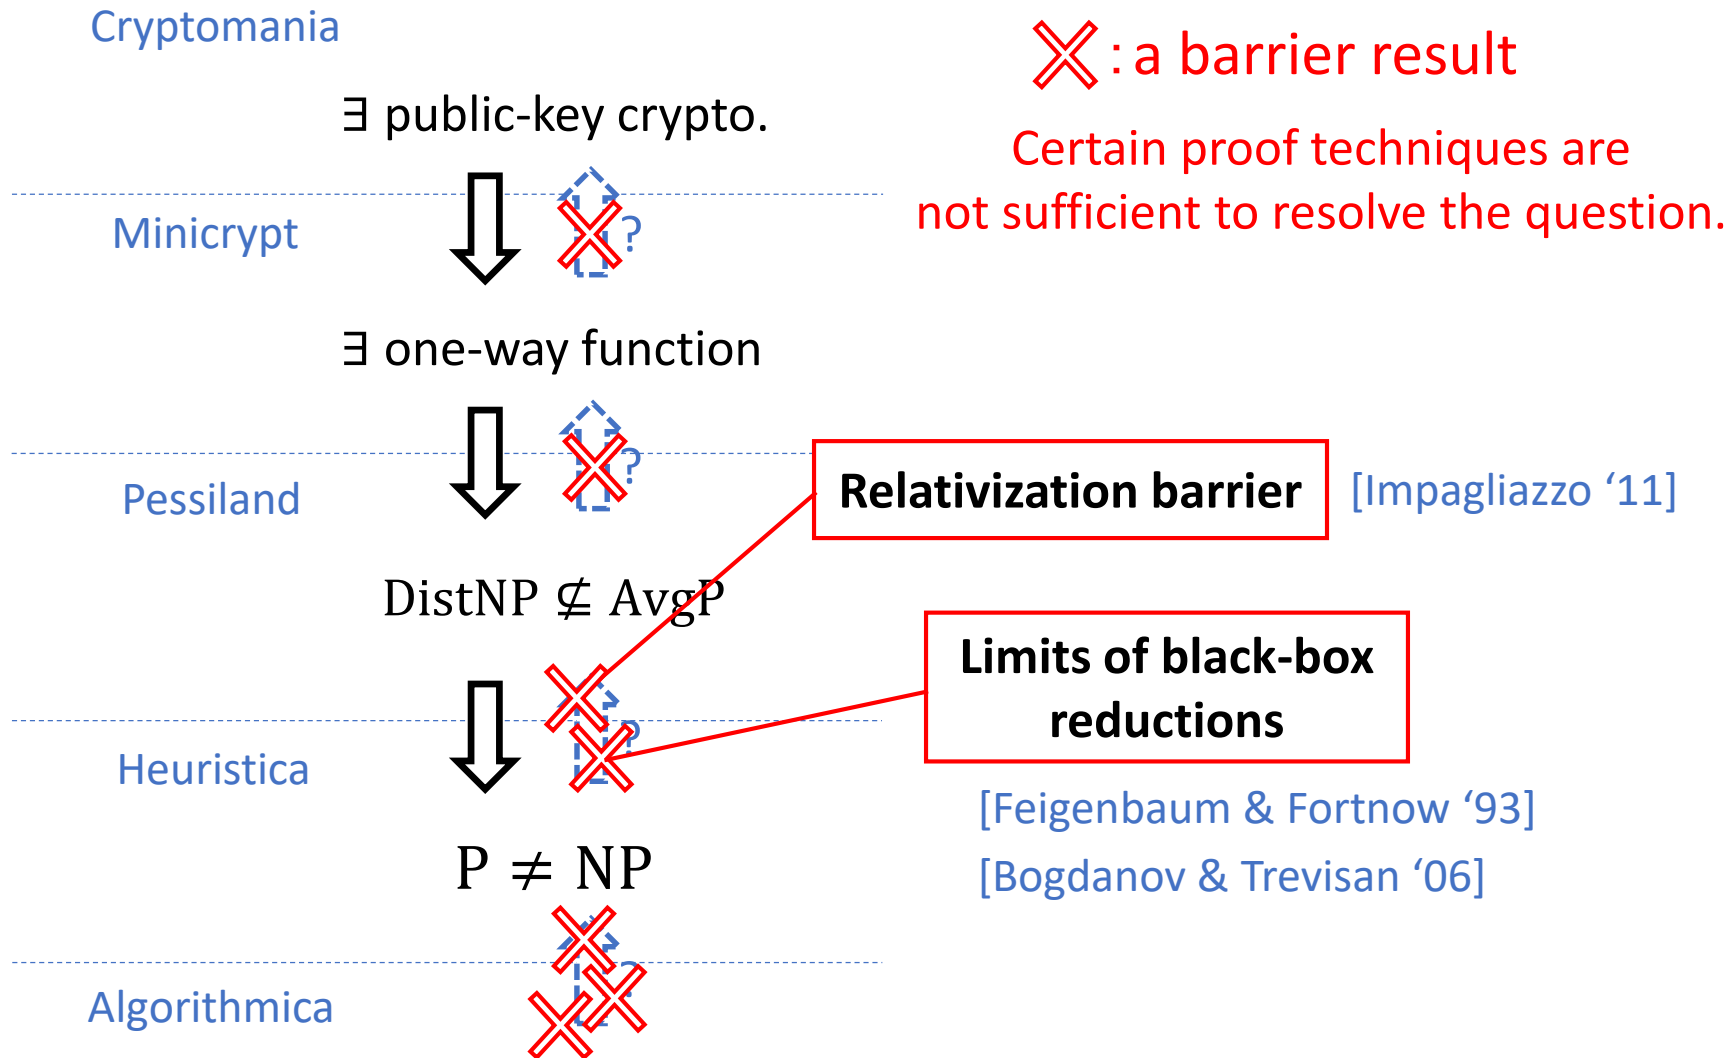 Cryptomania
: a barrier result
∃ public-key crypto.
Certain proof techniques are
not sufficient to resolve the question.
Minicrypt
?
∃ one-way function
?
Pessiland
Relativization barrier
[Impagliazzo ‘11]
DistNP ⊈ AvgP
Limits of black-box
reductions
?
Heuristica
[Feigenbaum & Fortnow ‘93]
P ≠ NP
[Bogdanov & Trevisan ‘06]
?
Algorithmica